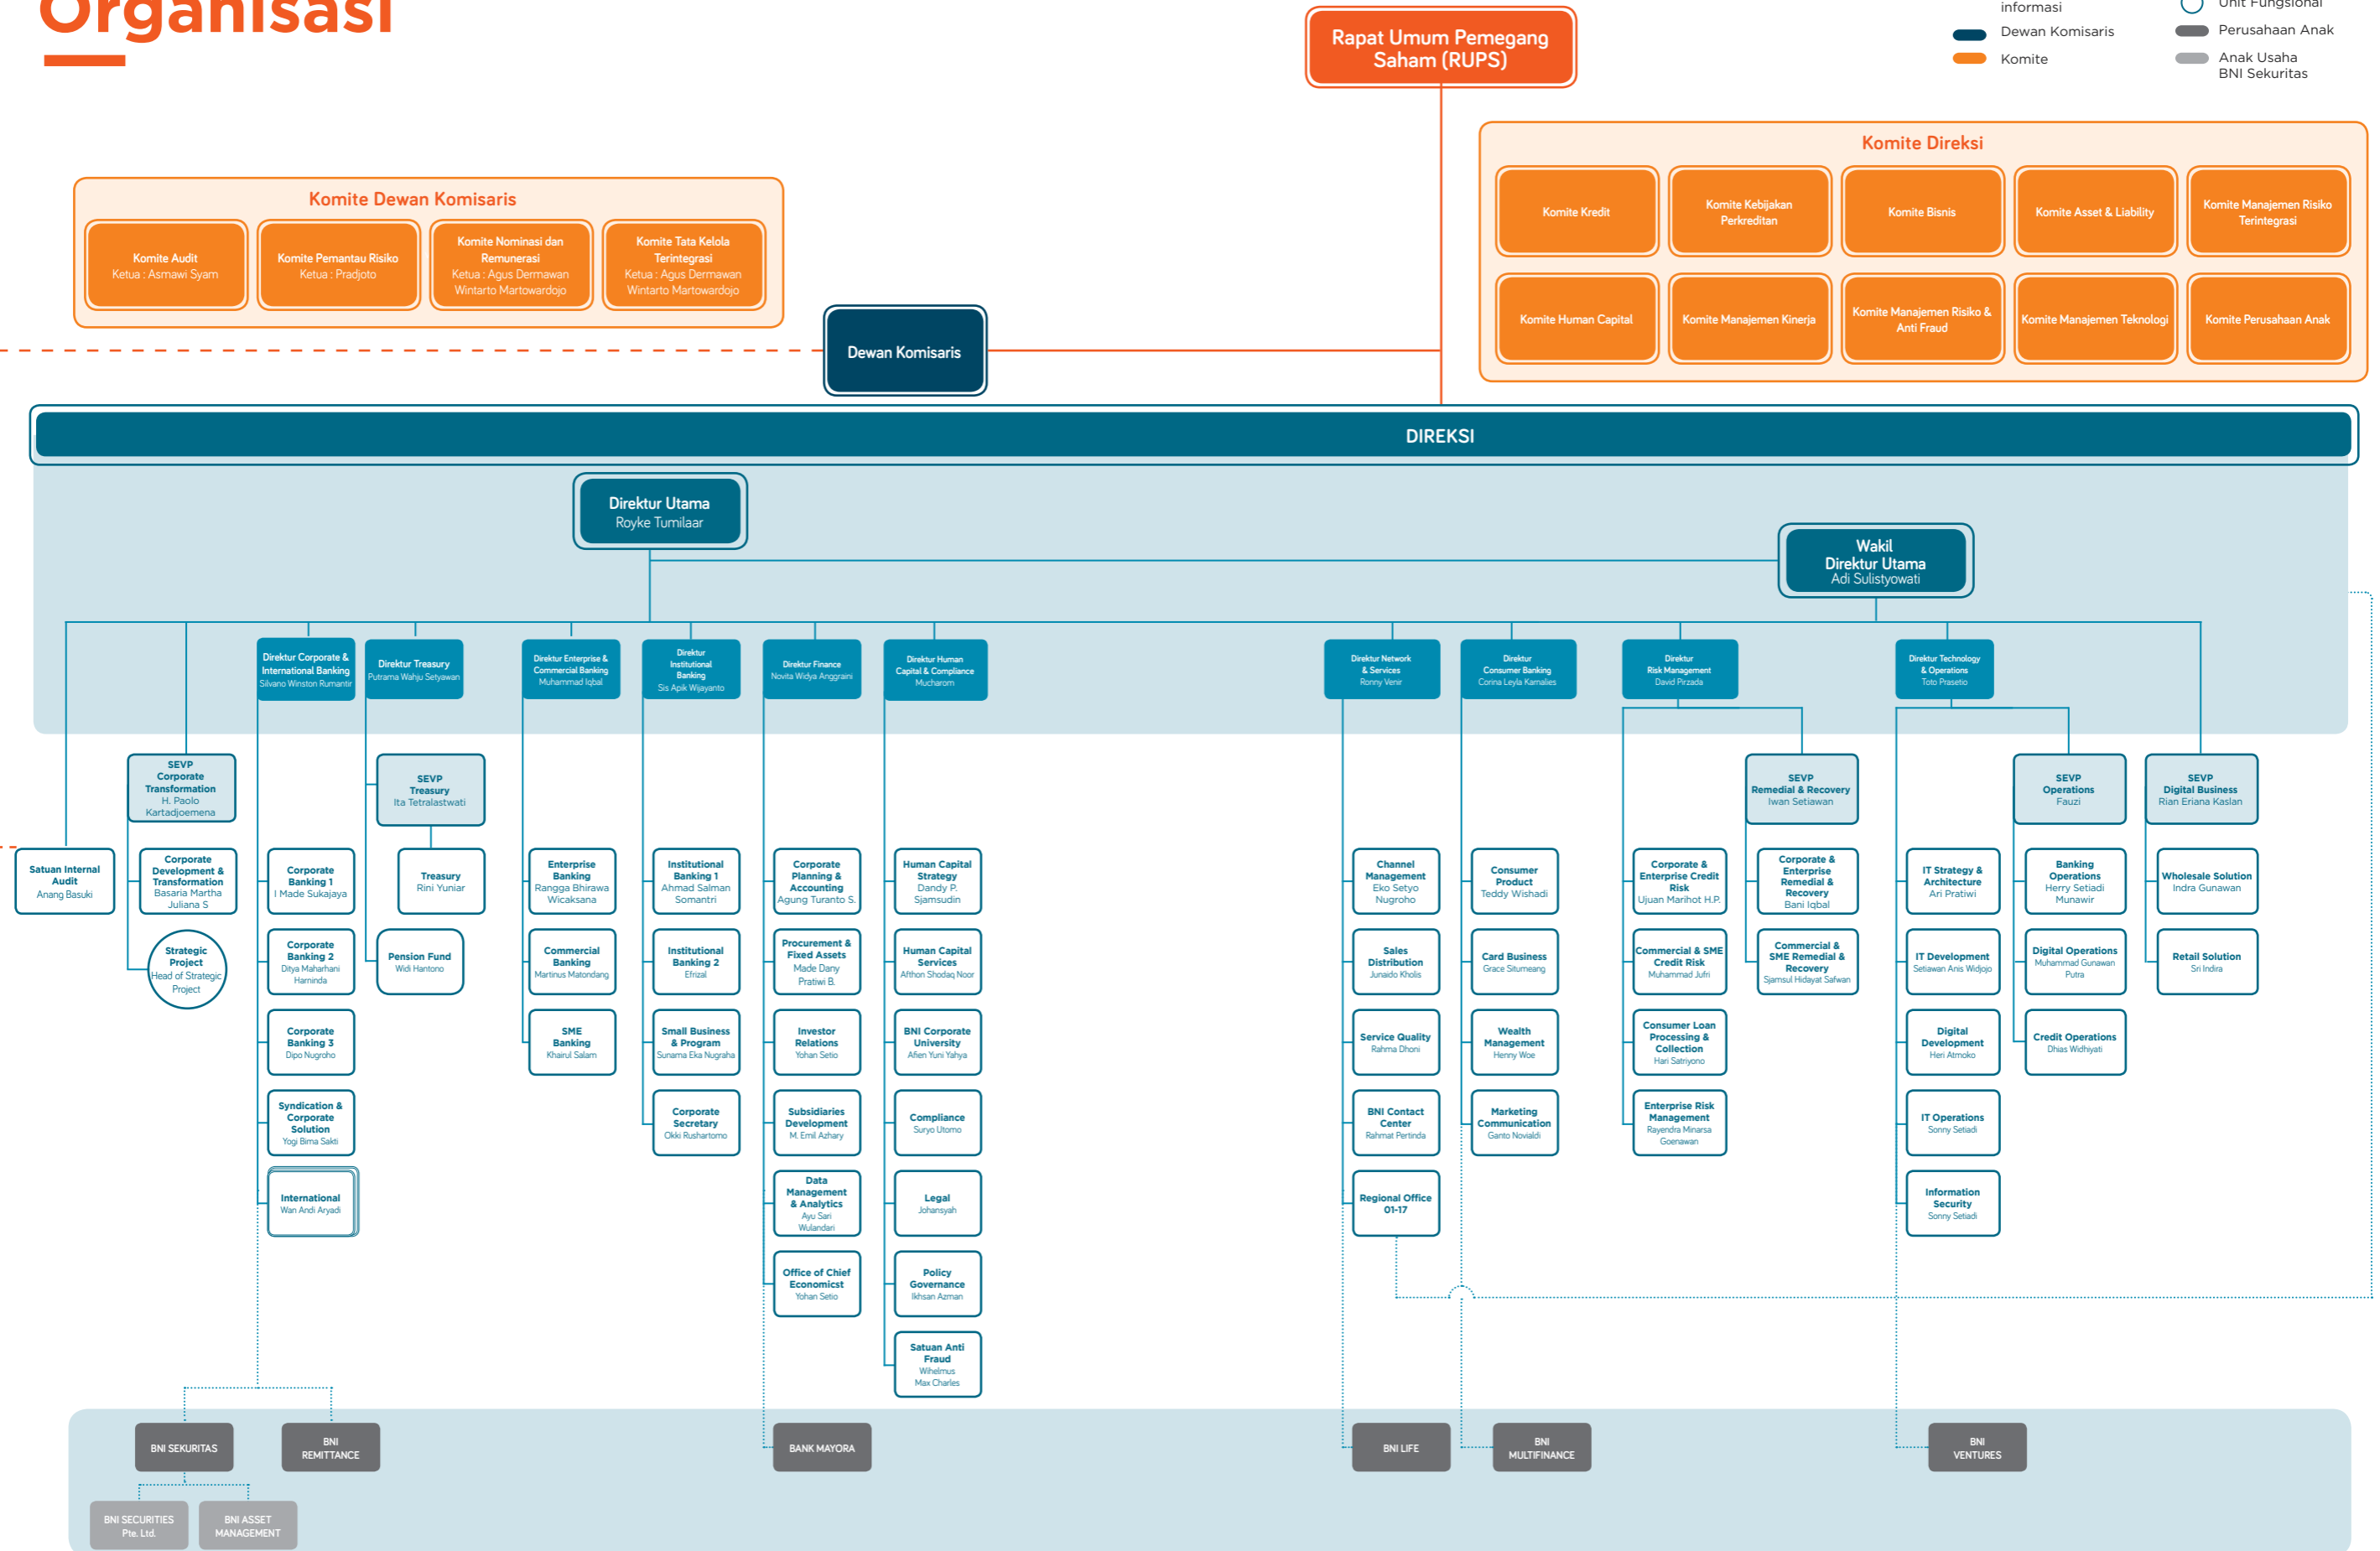 Organisasi
informasi
Unit Fungsional
Dewan Komisaris
Perusahaan Anak
Komite
Anak Usaha
BNI Sekuritas
Rapat Umum Pemegang
Saham (RUPS)
Komite Direksi
Komite Kredit
Komite Kebijakan
Perkreditan
Komite Bisnis
Komite Asset & Liability
Komite Manajemen Risiko
Terintegrasi
Komite Human Capital
Komite Manajemen Kinerja
Komite Manajemen Risiko &
Anti Fraud
Komite Manajemen Teknologi
Komite Perusahaan Anak
Komite Dewan Komisaris
Komite Audit
Ketua : Asmawi Syam
Komite Pemantau Risiko
Ketua : Pradjoto
Komite Nominasi dan
Remunerasi
Ketua : Agus Dermawan
Wintarto Martowardojo
Komite Tata Kelola
Terintegrasi
Ketua : Agus Dermawan
Wintarto Martowardojo
Dewan Komisaris
DIREKSI
Direktur Utama
Royke Tumilaar
Wakil
Direktur Utama
Adi Sulistyowati
Direktur Corporate &
International Banking
Silvano Winston Rumantir
Direktur Treasury
Putrama Wahju Setyawan
Direktur Enterprise &
Commercial Banking
Muhammad Iqbal
Direktur
Institutional
Banking
Sis Apik Wijayanto
Direktur Finance
Novita Widya Anggraini
Direktur Human
Capital & Compliance
Mucharom
Direktur Network
& Services
Ronny Venir
Direktur
Consumer Banking
Corina Leyla Karnalies
Direktur
Risk Management
David Pirzada
Direktur Technology
& Operations
Toto Prasetio
SEVP
Corporate
Transformation
H. Paolo
Kartadjoemena
SEVP
Treasury
Ita Tetralastwati
SEVP
Remedial & Recovery
Iwan Setiawan
SEVP
Operations
Fauzi
SEVP
Digital Business
Rian Eriana Kaslan
Satuan Internal
Audit
Anang Basuki
Corporate
Development &
Transformation
Basaria Martha
Juliana S
Strategic
Project
Head of Strategic
Project
Corporate
Banking 1
I Made Sukajaya
Corporate
Banking 2
Ditya Maharhani
Harninda
Corporate
Banking 3
Dipo Nugroho
Syndication &
Corporate
Solution
Yogi Bima Sakti
International
Wan Andi Aryadi
Treasury
Rini Yuniar
Pension Fund
Widi Hantono
Enterprise
Banking
Rangga Bhirawa
Wicaksana
Commercial
Banking
Martinus Matondang
SME
Banking
Khairul Salam
Institutional
Banking 1
Ahmad Salman
Somantri
Institutional
Banking 2
Efrizal
Small Business
& Program
Sunarna Eka Nugraha
Corporate
Secretary
Okki Rushartomo
Corporate
Planning &
Accounting
Agung Turanto S.
Procurement &
Fixed Assets
Made Dany
Pratiwi B.
Investor
Relations
Yohan Setio
Subsidiaries
Development
M. Emil Azhary
Data
Management
& Analytics
Ayu Sari
Wulandari
Office of Chief
Economicst
Yohan Setio
Human Capital
Strategy
Dandy P.
Sjamsudin
Human Capital
Services
Afthon Shodaq Noor
BNI Corporate
University
Afien Yuni Yahya
Compliance
Suryo Utomo
Legal
Johansyah
Policy
Governance
Ikhsan Azman
Satuan Anti
Fraud
Wihelmus
Max Charles
Channel
Management
Eko Setyo
Nugroho
Sales
Distribution
Junaido Kholis
Service Quality
Rahma Dhoni
BNI Contact
Center
Rahmat Pertinda
Regional Office
01-17
Consumer
Product
Teddy Wishadi
Card Business
Grace Situmeang
Wealth
Management
Henny Woe
Marketing
Communication
Ganto Novialdi
Corporate &
Enterprise Credit
Risk
Ujuan Marihot H.P.
Commercial & SME
Credit Risk
Muhammad Jufri
Consumer Loan
Processing &
Collection
Hari Satriyono
Enterprise Risk
Management
Rayendra Minarsa
Goenawan
Corporate &
Enterprise
Remedial &
Recovery
Bani Iqbal
Commercial &
SME Remedial &
Recovery
Sjamsul Hidayat Safwan
IT Strategy &
Architecture
Ari Pratiwi
IT Development
Setiawan Anis Widjojo
Digital
Development
Heri Atmoko
IT Operations
Sonny Setiadi
Information
Security
Sonny Setiadi
Banking
Operations
Herry Setiadi
Munawir
Digital Operations
Muhammad Gunawan
Putra
Credit Operations
Dhias Widhiyati
Wholesale Solution
Indra Gunawan
Retail Solution
Sri Indira
BNI SEKURITAS
BNI
REMITTANCE
BANK MAYORA
BNI LIFE
BNI
MULTIFINANCE
BNI
VENTURES
BNI SECURITIES
Pte. Ltd.
BNI ASSET
MANAGEMENT